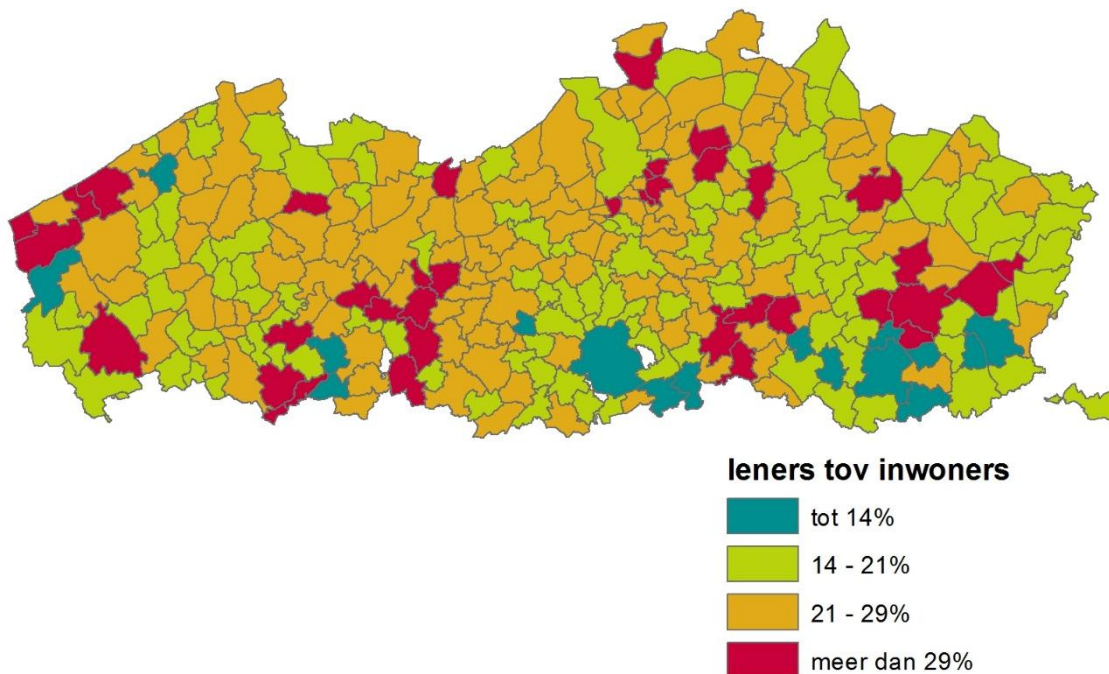 leners tov inwoners
tot 14%
14 - 21%
21 - 29%
meer dan 29%